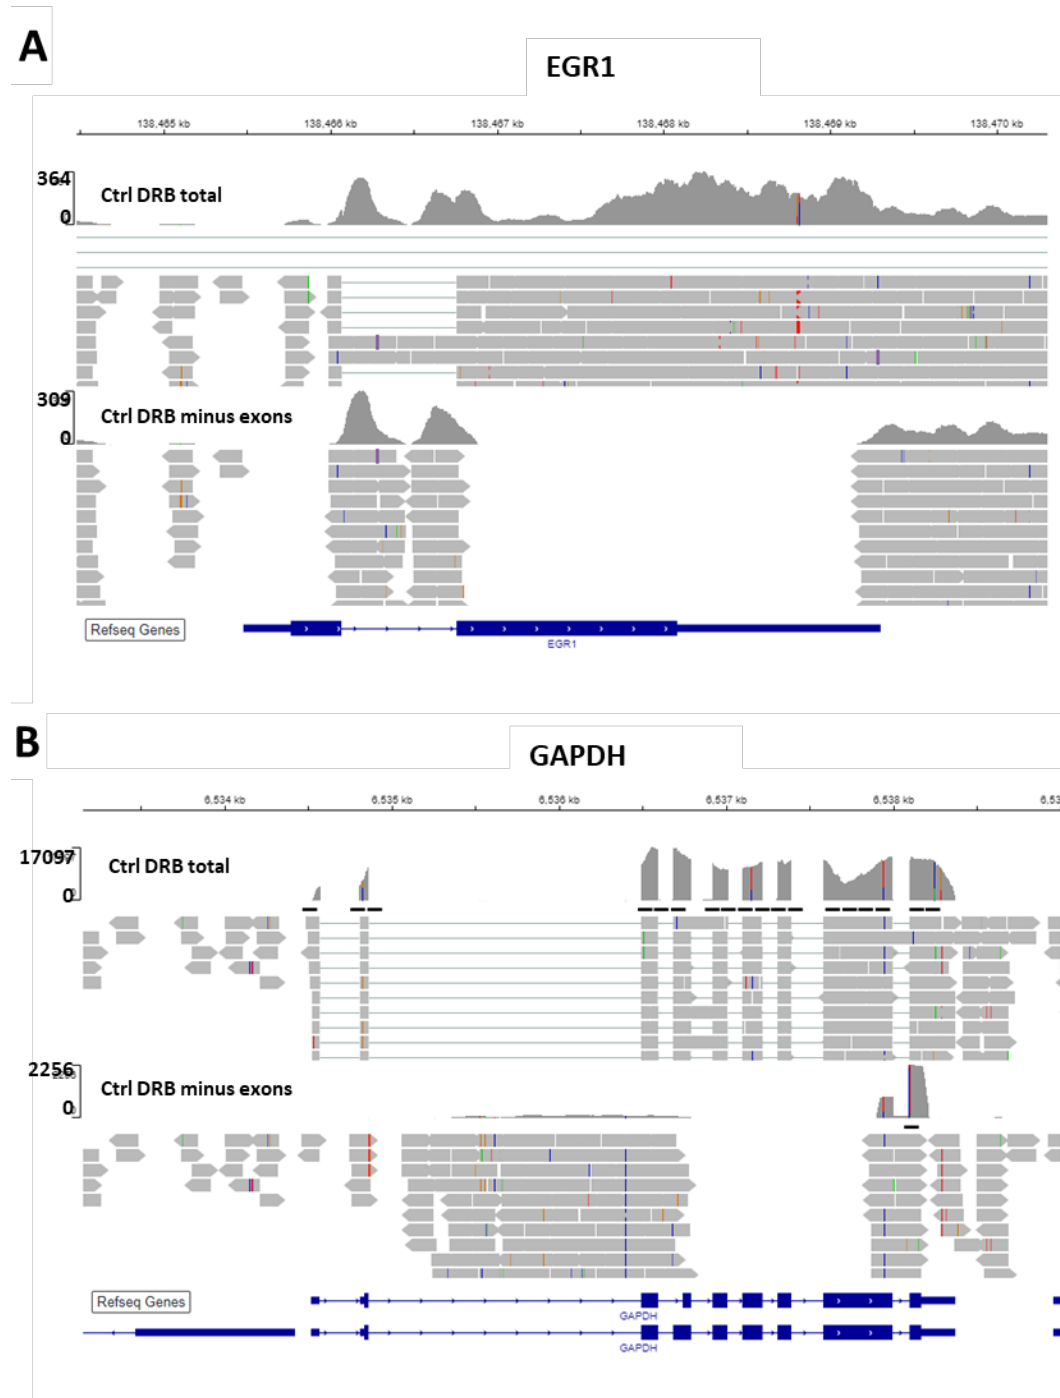 A
EGR1
138,465 kb 138,466 kb 138,467 kb 138,468 kb 138,469 kb 138,470 kb
364
Ctrl DRB total
0
309
Ctrl DRB minus exons
0
Refseq Genes
EGR1
B
GAPDH
6,534 kb 6,535 kb 6,536 kb 6,537 kb 6,538 kb 6,53
17097
Ctrl DRB total
0
2256
Ctrl DRB minus exons
0
Refseq Genes
GAPDH
GAPDH